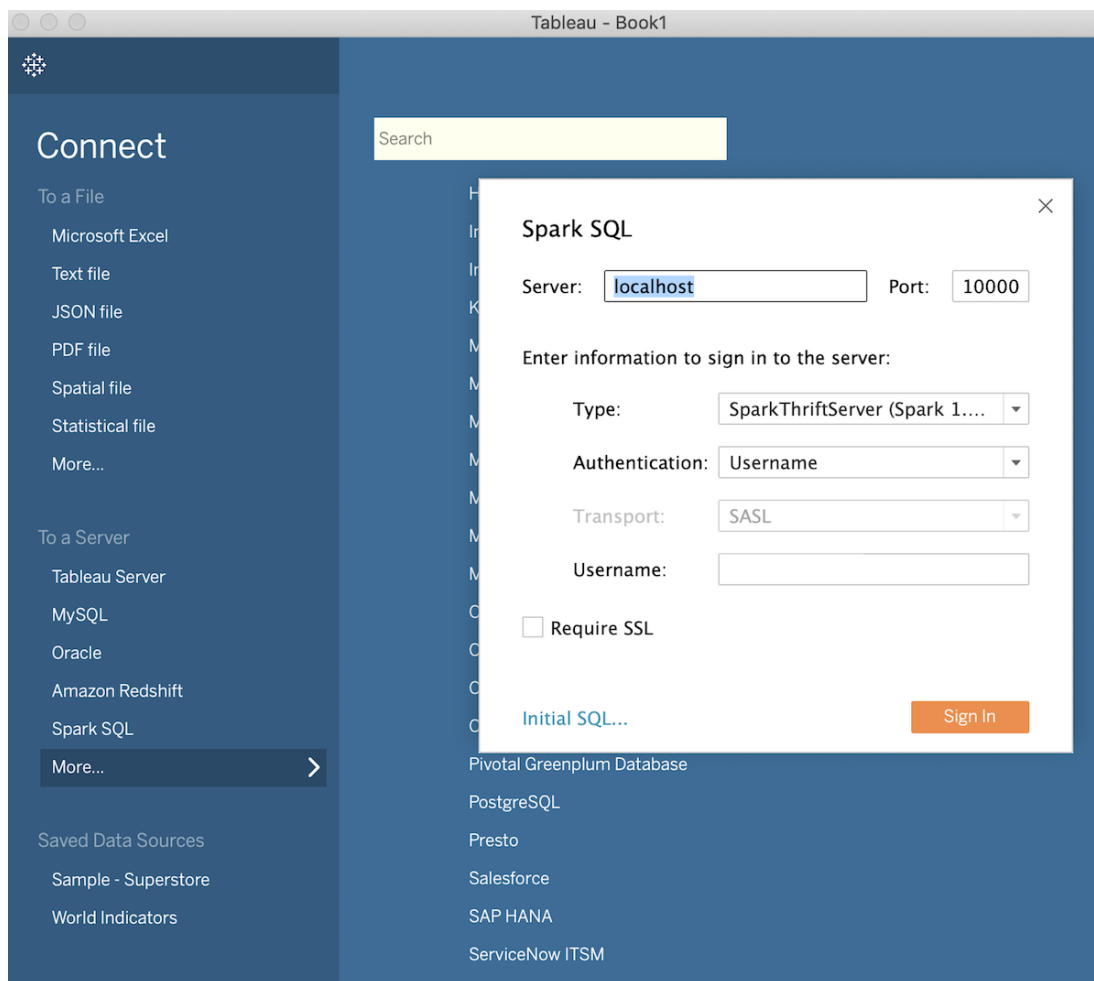 Tableau - Book1
Connect
To a File
Microsoft Excel
Text file
JSON file
PDF file
Spatial file
Statistical file
More...
To a Server
Tableau Server
MySQL
Oracle
Amazon Redshift
Spark SQL
More...
Saved Data Sources
Sample - Superstore
World Indicators
Search
Spark SQL
Server: localhost Port: 10000
Enter information to sign in to the server:
Type: SparkThriftServer (Spark 1....
Authentication: Username
Transport: SASL
Username:
Require SSL
Initial SQL... Sign In
Pivotal Greenplum Database
PostgreSQL
Presto
Salesforce
SAP HANA
ServiceNow ITSM